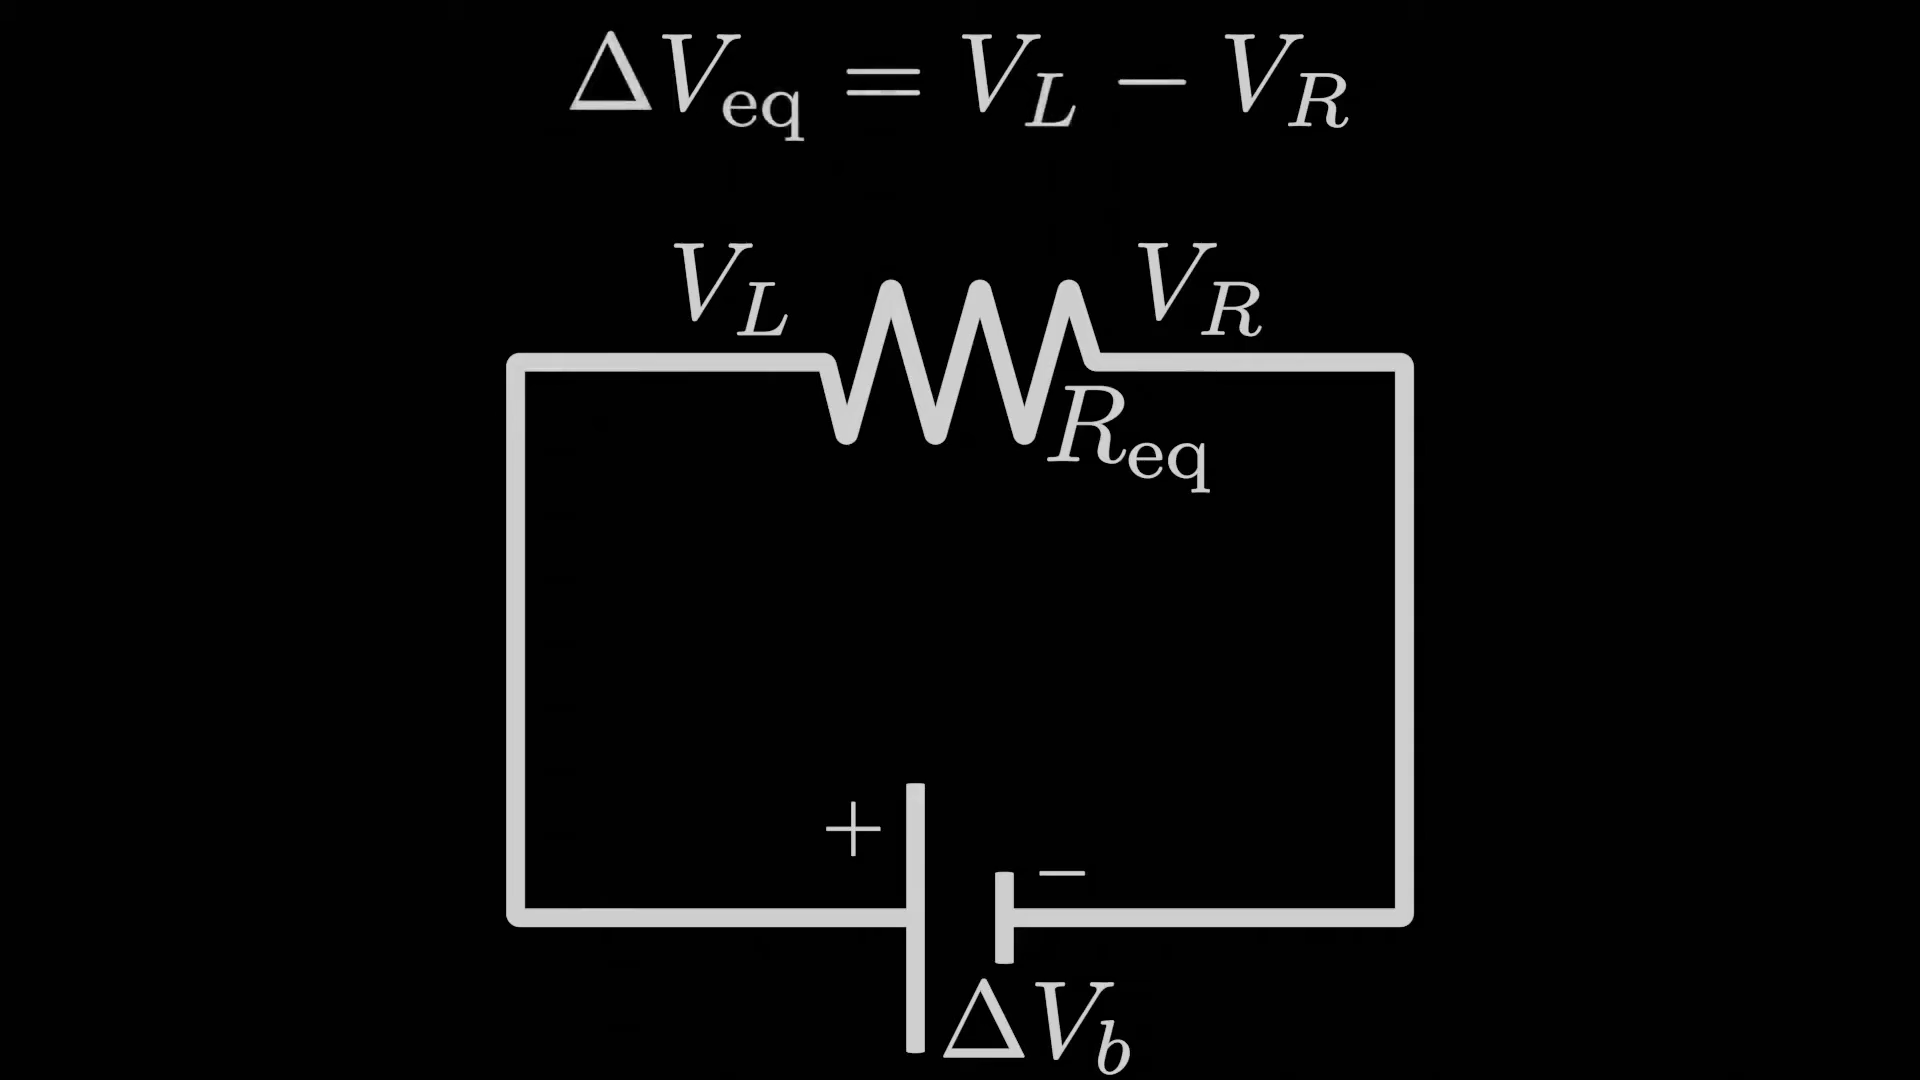 ΔV_eq = V_L − V_R
V_L V_R
R_eq
+ −
ΔV_b